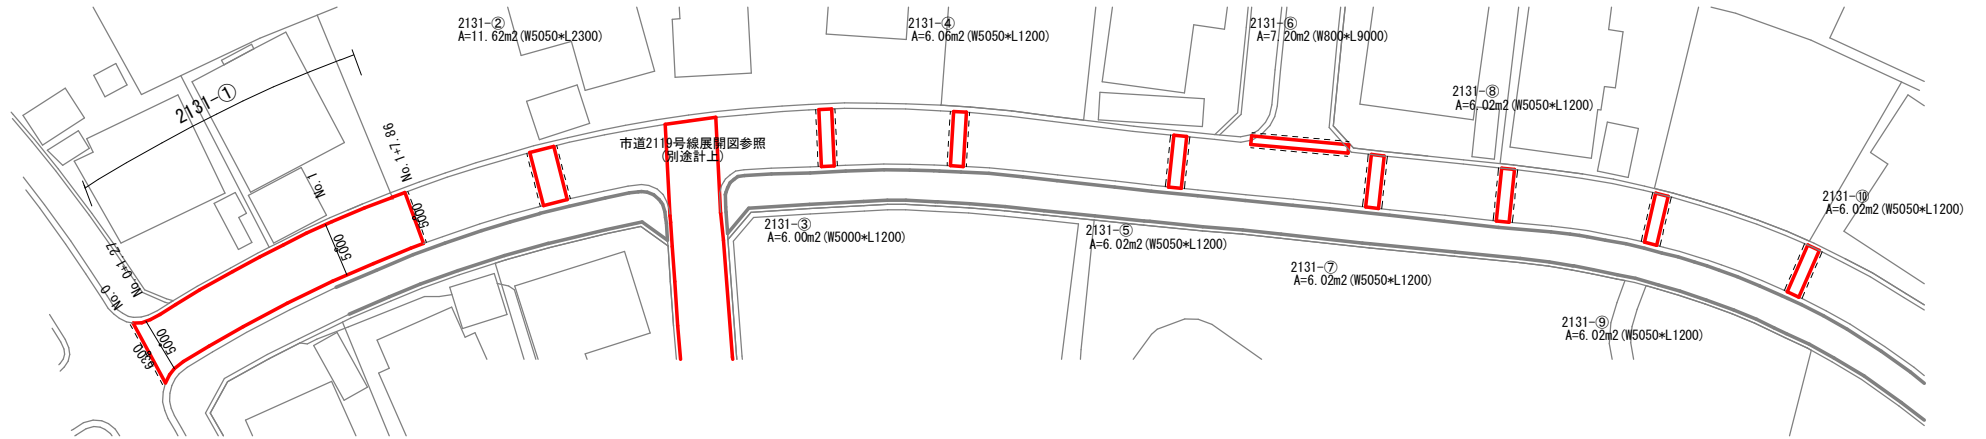 2131-①
No.0
No.0+1.27
No.1
No.1+7.86
6300
5000
5000
5000
2131-②
A=11.62m2(W5050*L2300)
市道2119号線展開図参照
(別途計上)
2131-③
A=6.00m2(W5000*L1200)
2131-④
A=6.06m2(W5050*L1200)
2131-⑤
A=6.02m2(W5050*L1200)
2131-⑥
A=7.20m2(W800*L9000)
2131-⑦
A=6.02m2(W5050*L1200)
2131-⑧
A=6.02m2(W5050*L1200)
2131-⑨
A=6.02m2(W5050*L1200)
2131-⑩
A=6.02m2(W5050*L1200)